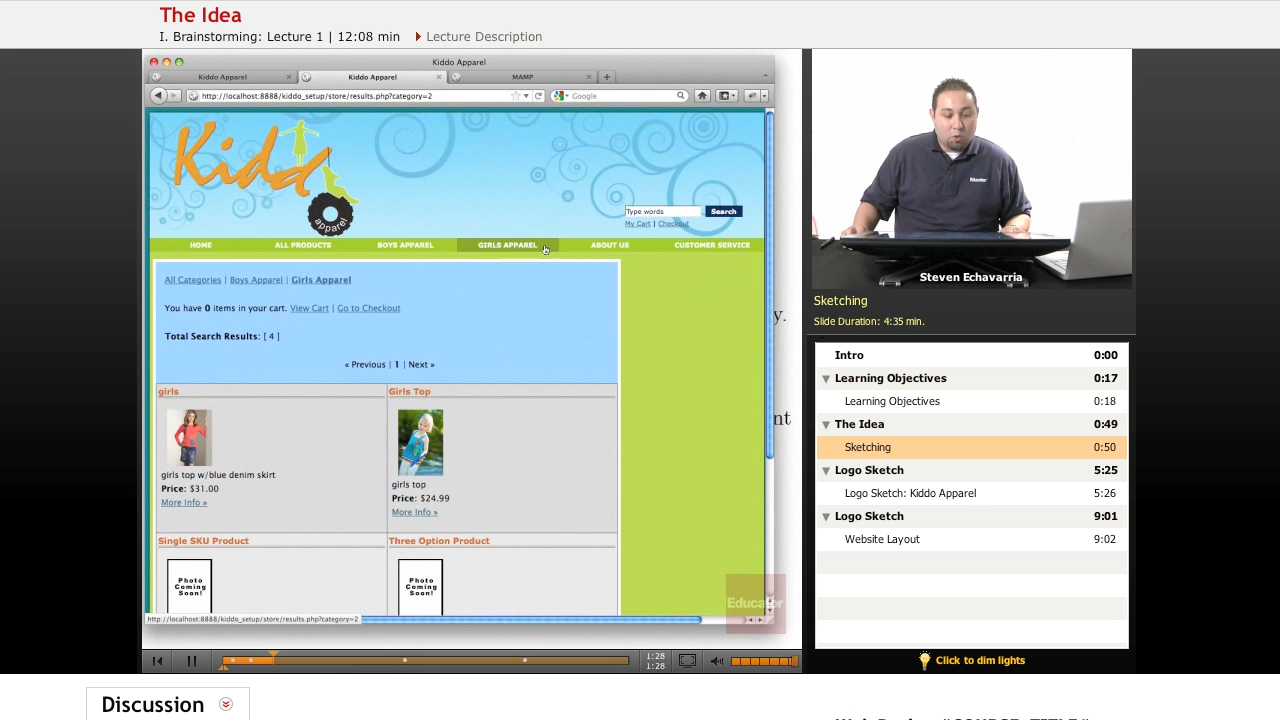 The Idea
I. Brainstorming: Lecture 1 | 12:08 min Lecture Description
Kiddo Apparel
Kiddo Apparel
Kiddo Apparel
MAMP
http://localhost:8888/kiddo_setup/store/results.php?category=2
Google
Kiddo
apparel
Type words
Search
My Cart | Checkout
HOME
ALL PRODUCTS
BOYS APPAREL
GIRLS APPAREL
ABOUT US
CUSTOMER SERVICE
All Categories | Boys Apparel | Girls Apparel
You have 0 items in your cart. View Cart | Go to Checkout
Total Search Results: [ 4 ]
« Previous | 1 | Next »
girls
Girls Top
girls top w/blue denim skirt
Price: $31.00
More Info »
girls top
Price: $24.99
More Info »
Single SKU Product
Three Option Product
Photo
Coming
Soon!
Photo
Coming
Soon!
http://localhost:8888/kiddo_setup/store/results.php?category=2
y.
nt
Educator
1:28
1:28
Steven Echavarria
Sketching
Slide Duration: 4:35 min.
Intro 0:00
Learning Objectives 0:17
Learning Objectives 0:18
The Idea 0:49
Sketching 0:50
Logo Sketch 5:25
Logo Sketch: Kiddo Apparel 5:26
Logo Sketch 9:01
Website Layout 9:02
Click to dim lights
Discussion